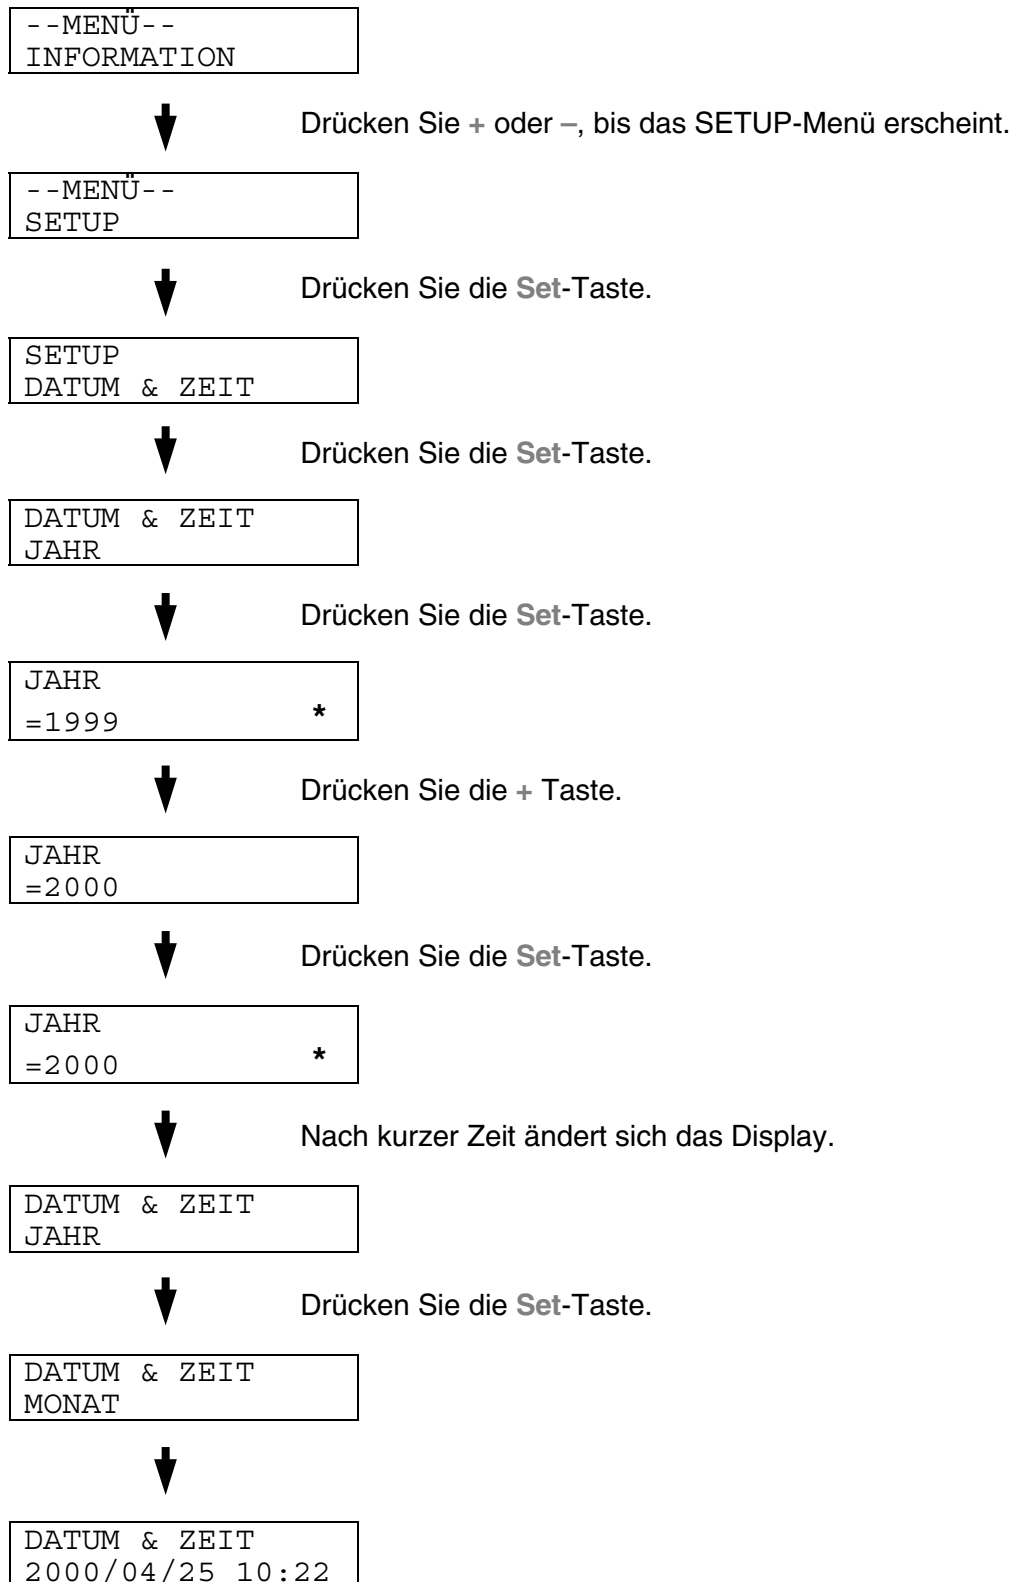 --MENÜ--
INFORMATION
Drücken Sie + oder –, bis das SETUP-Menü erscheint.
--MENÜ--
SETUP
Drücken Sie die Set-Taste.
SETUP
DATUM & ZEIT
Drücken Sie die Set-Taste.
DATUM & ZEIT
JAHR
Drücken Sie die Set-Taste.
JAHR
=1999 *
Drücken Sie die + Taste.
JAHR
=2000
Drücken Sie die Set-Taste.
JAHR
=2000 *
Nach kurzer Zeit ändert sich das Display.
DATUM & ZEIT
JAHR
Drücken Sie die Set-Taste.
DATUM & ZEIT
MONAT
DATUM & ZEIT
2000/04/25 10:22